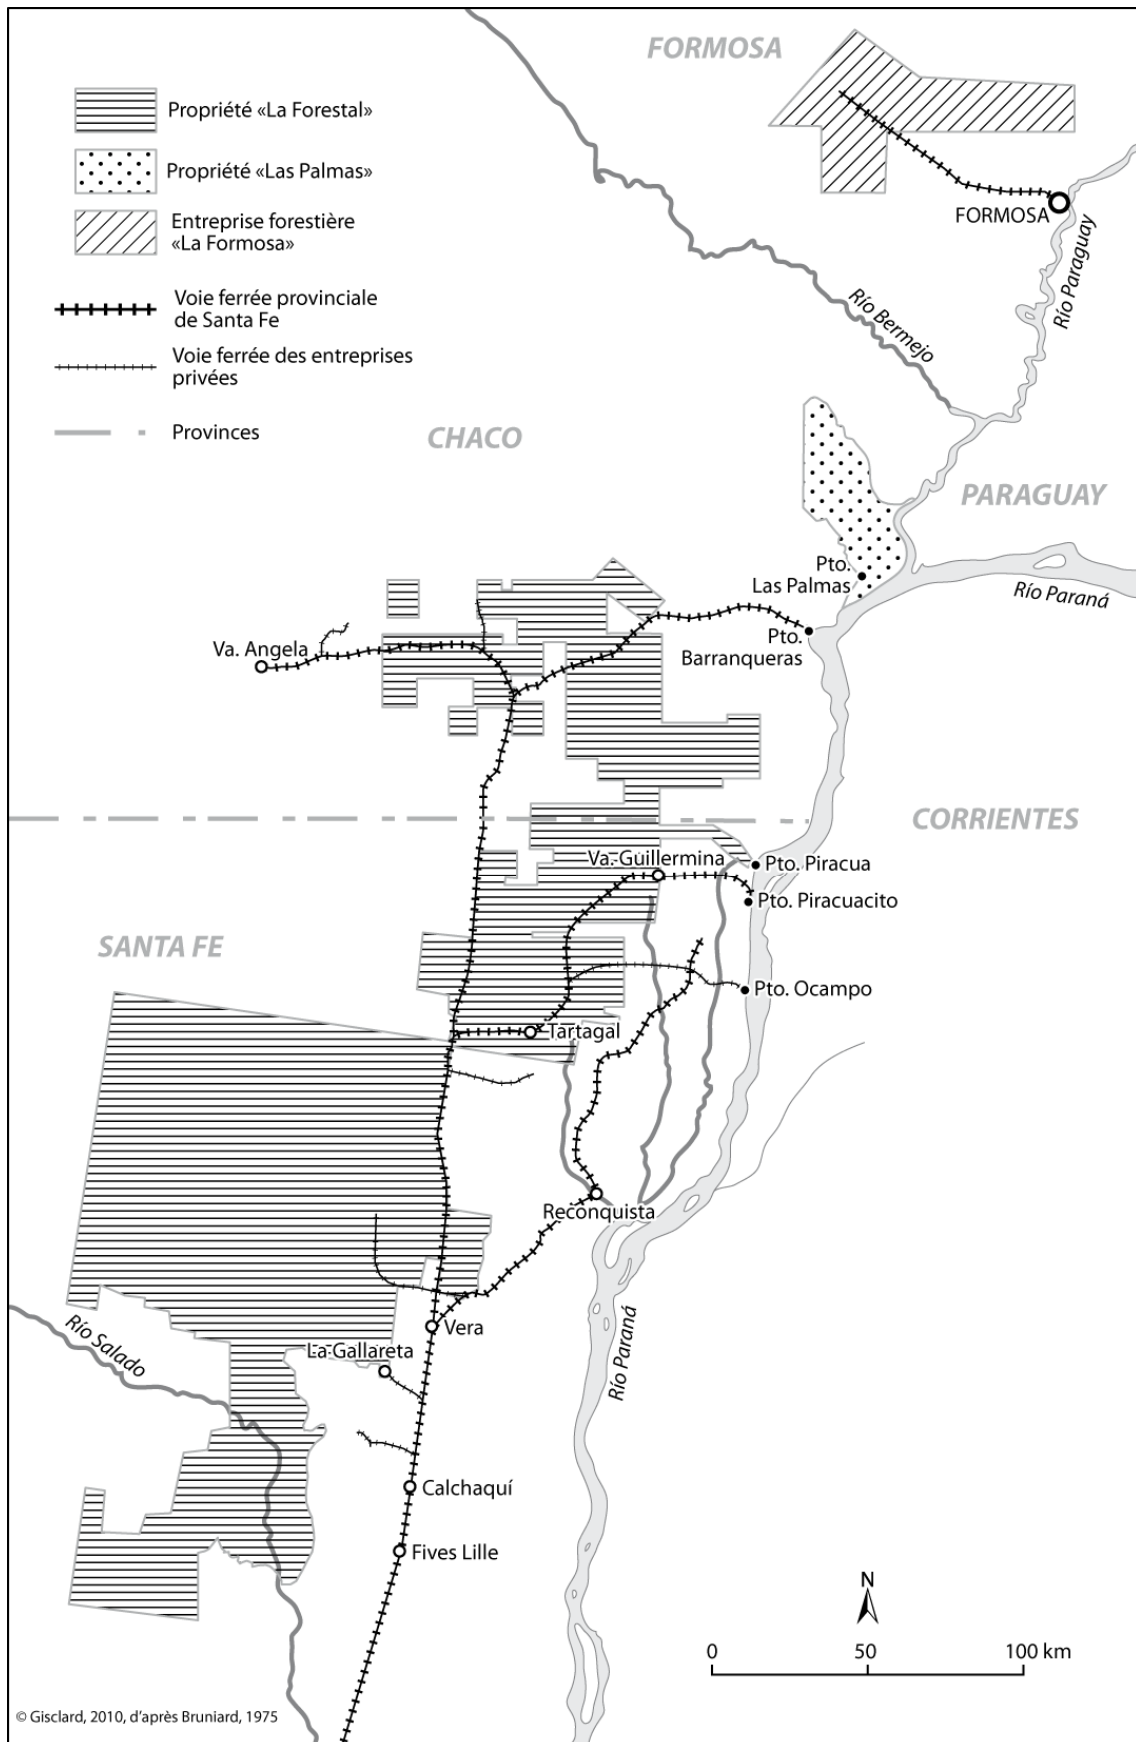 FORMOSA
Propriété «La Forestal»
Propriété «Las Palmas»
Entreprise forestière
«La Formosa»
FORMOSA
Río Paraguay
Voie ferrée provinciale
de Santa Fe
Río Bermejo
Voie ferrée des entreprises
privées
Provinces
CHACO
PARAGUAY
Pto.
Las Palmas
Río Paraná
Va. Angela
Pto.
Barranqueras
CORRIENTES
Va. Guillermina
Pto. Piracua
Pto. Piracuacito
SANTA FE
Pto. Ocampo
Tartagal
Reconquista
Río Salado
Vera
La Gallareta
Río Paraná
Calchaquí
Fives Lille
N
0 50 100 km
© Gisclard, 2010, d'après Bruniard, 1975